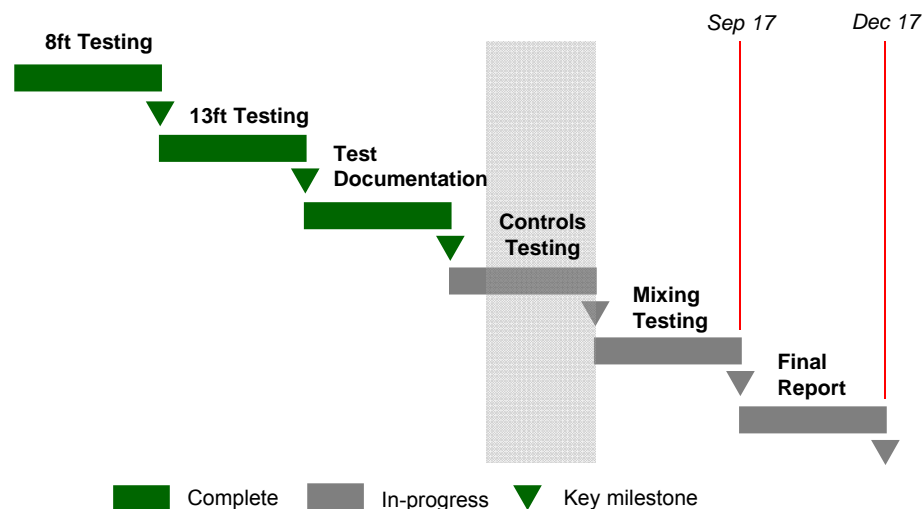 Sep 17
Dec 17
8ft Testing
13ft Testing
Test
Documentation
Controls
Testing
Mixing
Testing
Final
Report
Complete
In-progress
Key milestone